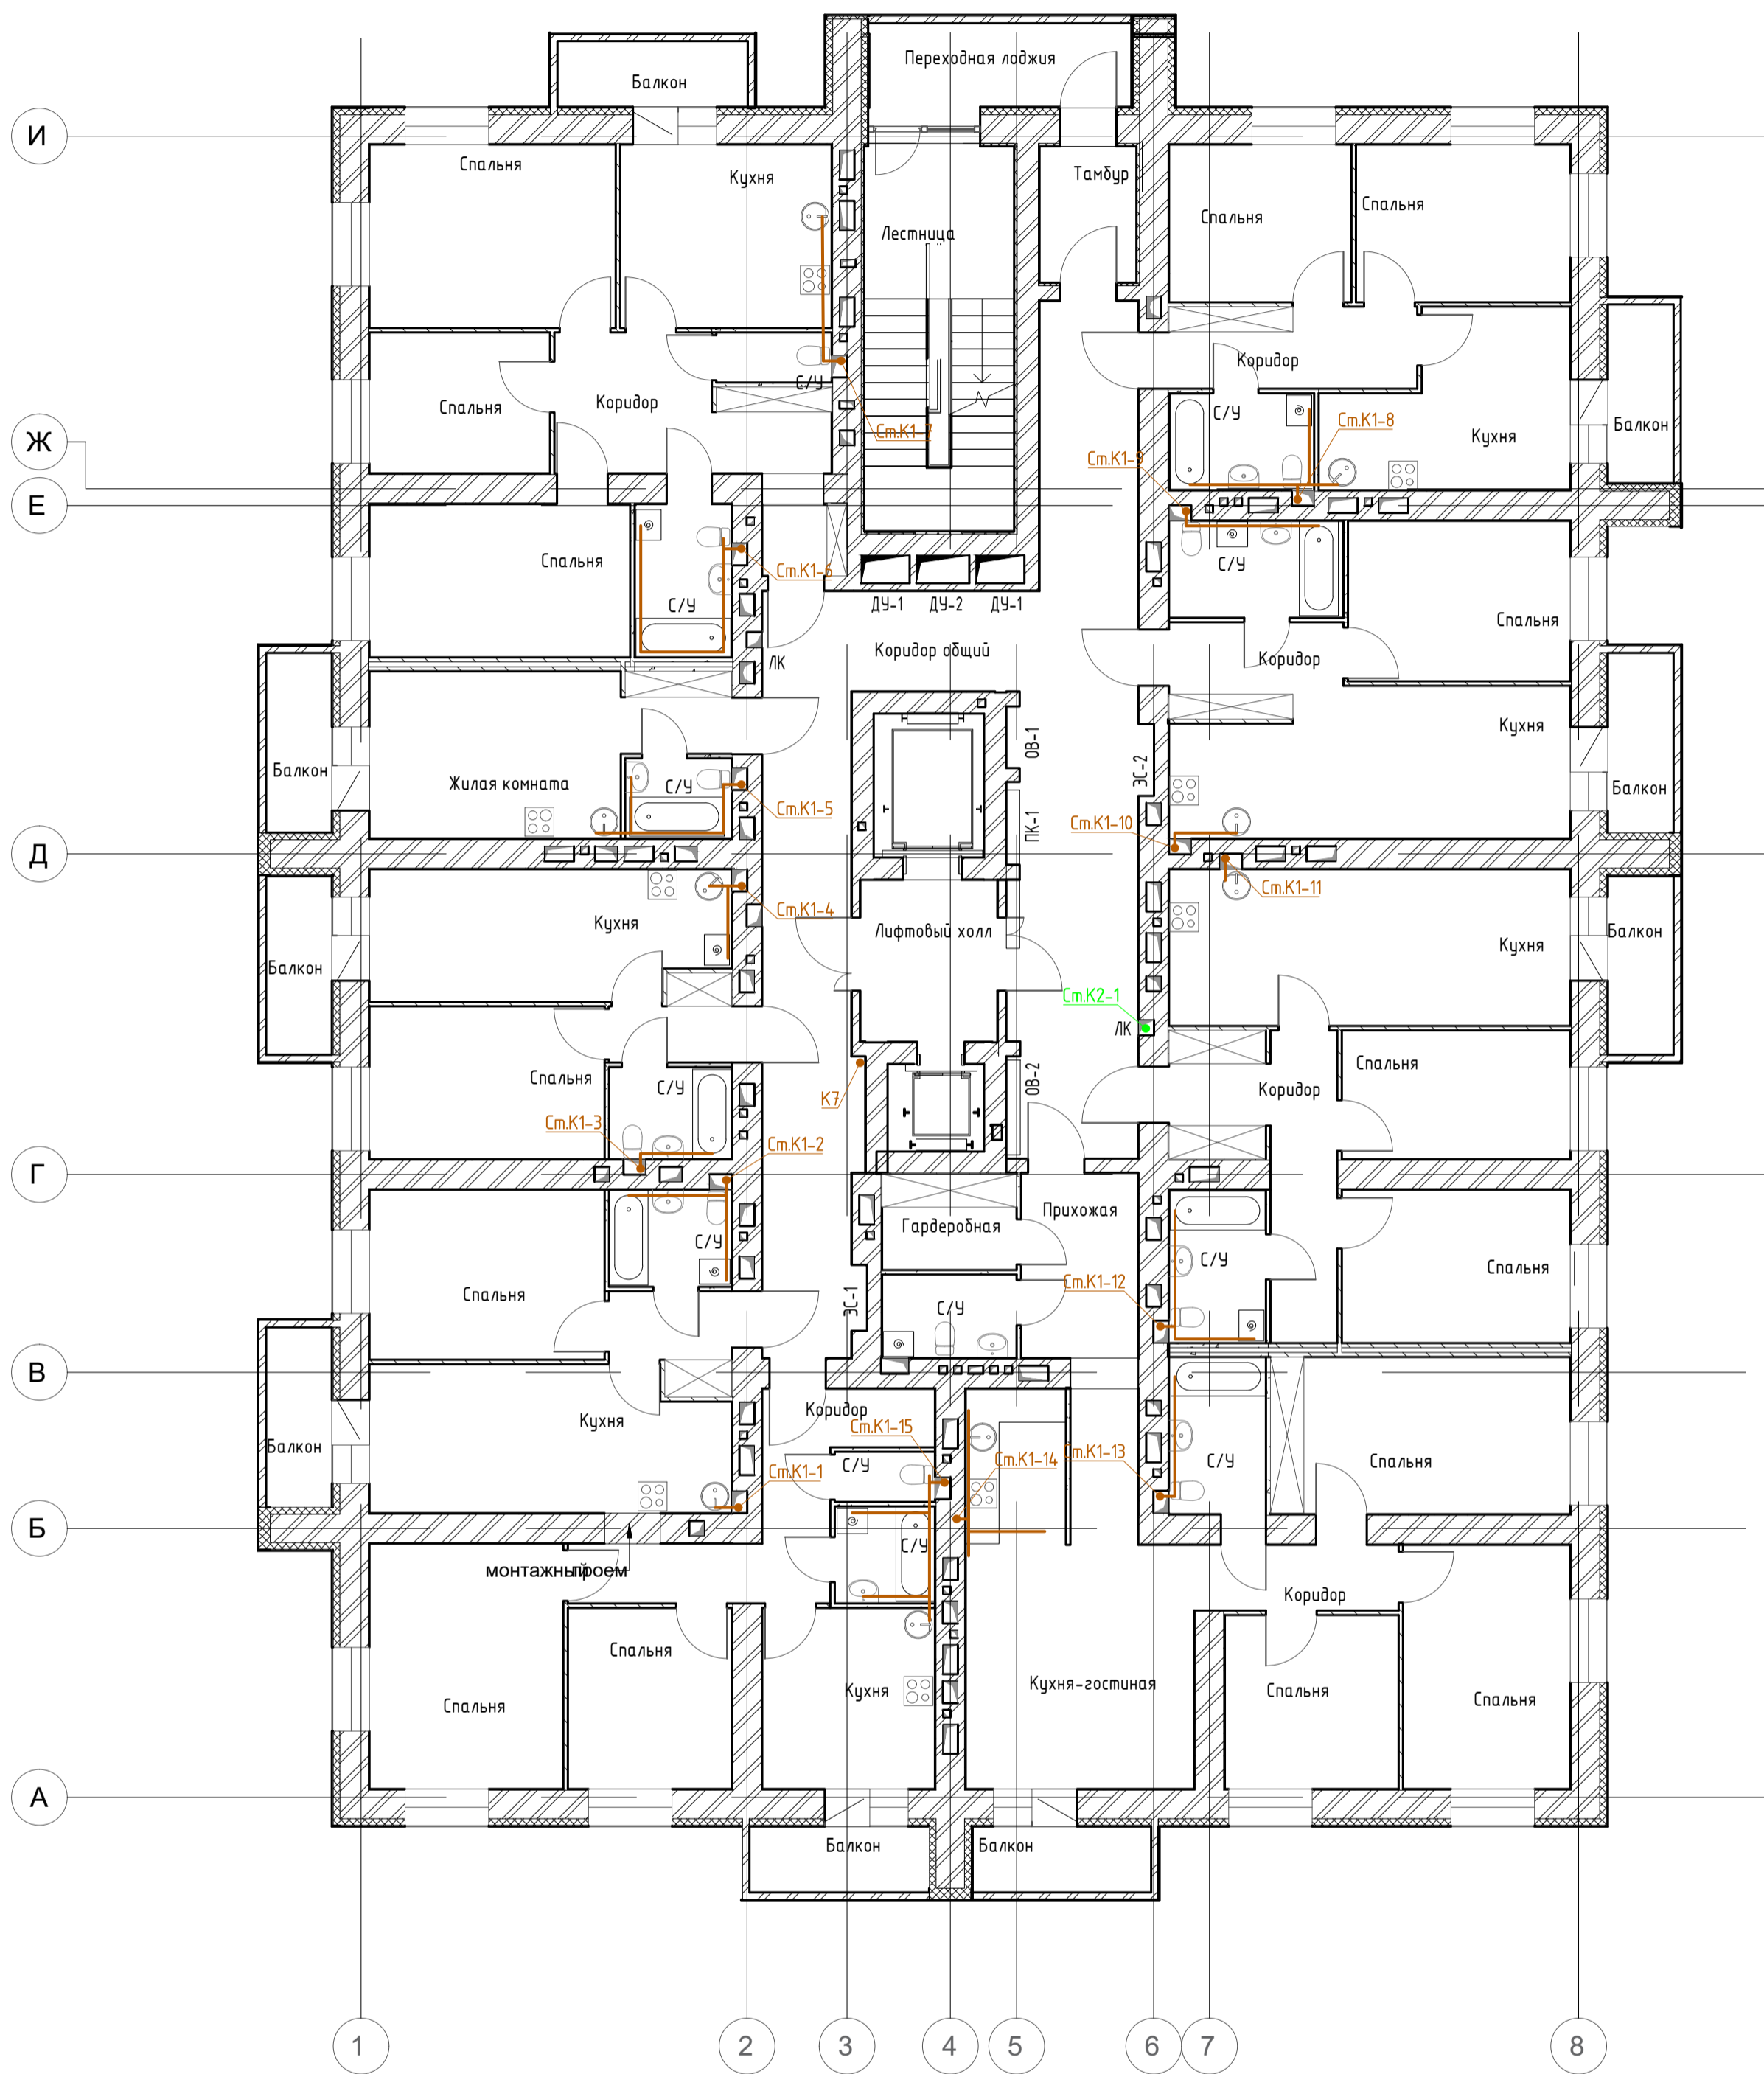 Переходная лоджия
Балкон
И
Спальня
Кухня
Тамбур
Спальня
Спальня
Лестница
Коридор
С/У
Спальня
Коридор
С/У
Ст.К1-7
Ст.К1-8
Кухня
Балкон
Ж
Ст.К1-9
Е
Спальня
Ст.К1-6
С/У
С/У
ДУ-1
ДУ-2
ДУ-1
Спальня
Коридор общий
ЛК
Коридор
Кухня
ОВ-1
ЭС-2
Балкон
Жилая комната
С/У
Ст.К1-5
Балкон
ПК-1
Ст.К1-10
Д
Ст.К1-11
Ст.К1-4
Кухня
Лифтовый холл
Кухня
Балкон
Балкон
Ст.К2-1
ЛК
Спальня
Спальня
С/У
Коридор
ОВ-2
К7
Ст.К1-3
Ст.К1-2
Г
Гардеробная
Прихожая
С/У
С/У
Спальня
Спальня
ЭС-1
Ст.К1-12
С/У
В
Коридор
Кухня
Ст.К1-15
Балкон
Ст.К1-13
Ст.К1-14
С/У
С/У
Спальня
Ст.К1-1
Б
С/У
монтажный
проем
Коридор
Спальня
Кухня-гостиная
Кухня
Спальня
Спальня
Спальня
А
Балкон
Балкон
1
2
3
4
5
6
7
8